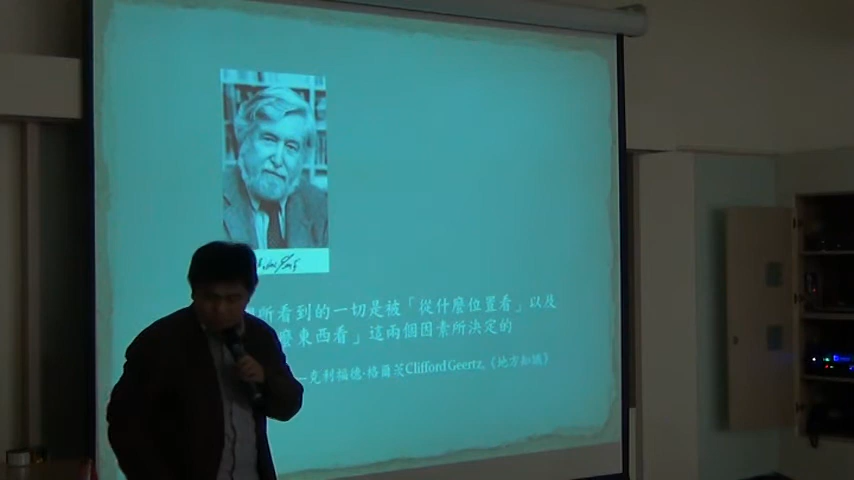 所看到的一切是被「從什麼位置看」以及
麼東西看」這兩個因素所決定的
—克利福德·格爾茨Clifford Geertz,《地方知識》